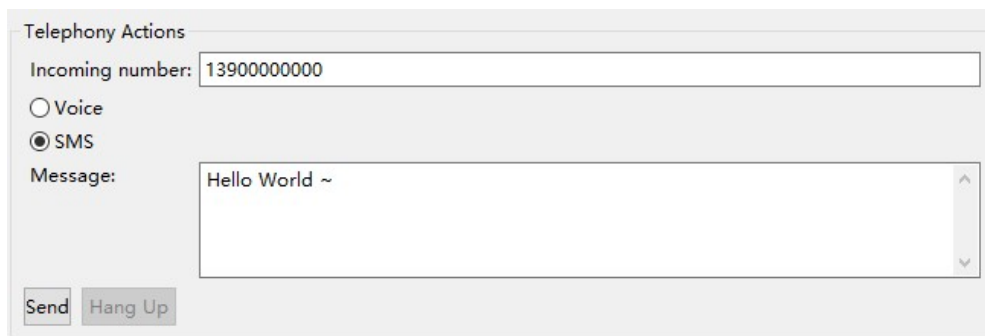 Telephony Actions
Incoming number: 13900000000
Voice
SMS
Message: Hello World ~
Send Hang Up